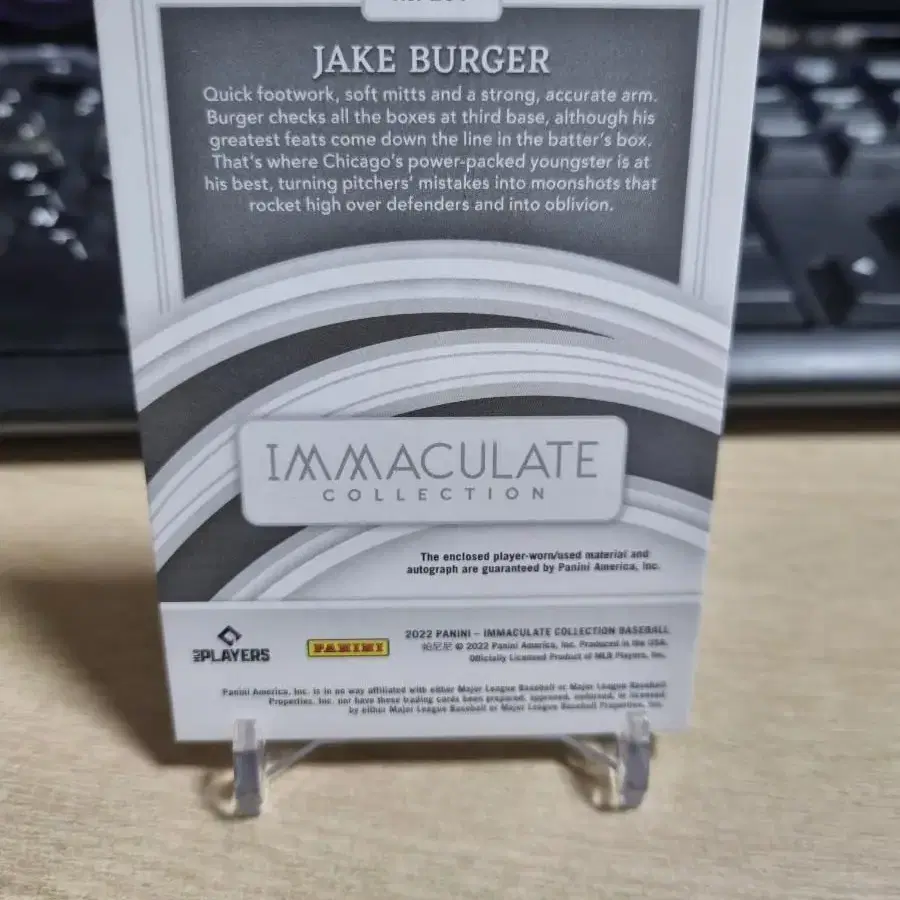 JAKE BURGER
Quick footwork, soft mitts and a strong, accurate arm.
Burger checks all the boxes at third base, although his
greatest feats come down the line in the batter's box.
That's where Chicago's power-packed youngster is at
his best, turning pitchers' mistakes into moonshots that
rocket high over defenders and into oblivion.
IMMACULATE
COLLECTION
The enclosed player-worn/used material and
autograph are guaranteed by Panini America, Inc.
MLB PLAYERS
PANINI
2022 PANINI – IMMACULATE COLLECTION BASEBALL
帕尼尼 © 2022 Panini America, Inc. Produced in the USA.
Officially Licensed Product of MLB Players, Inc.
Panini America, Inc. is in no way affiliated with either Major League Baseball or Major League Baseball
Properties, Inc. nor have these trading cards been prepared, approved, endorsed, or licensed
by either Major League Baseball or Major League Baseball Properties, Inc.